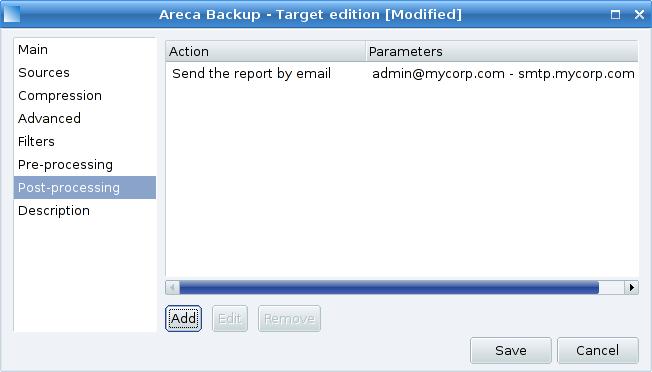 Areca Backup - Target edition [Modified]
Main
Sources
Compression
Advanced
Filters
Pre-processing
Post-processing
Description
Action Parameters
Send the report by email admin@mycorp.com - smtp.mycorp.com
Add Edit Remove
Save Cancel